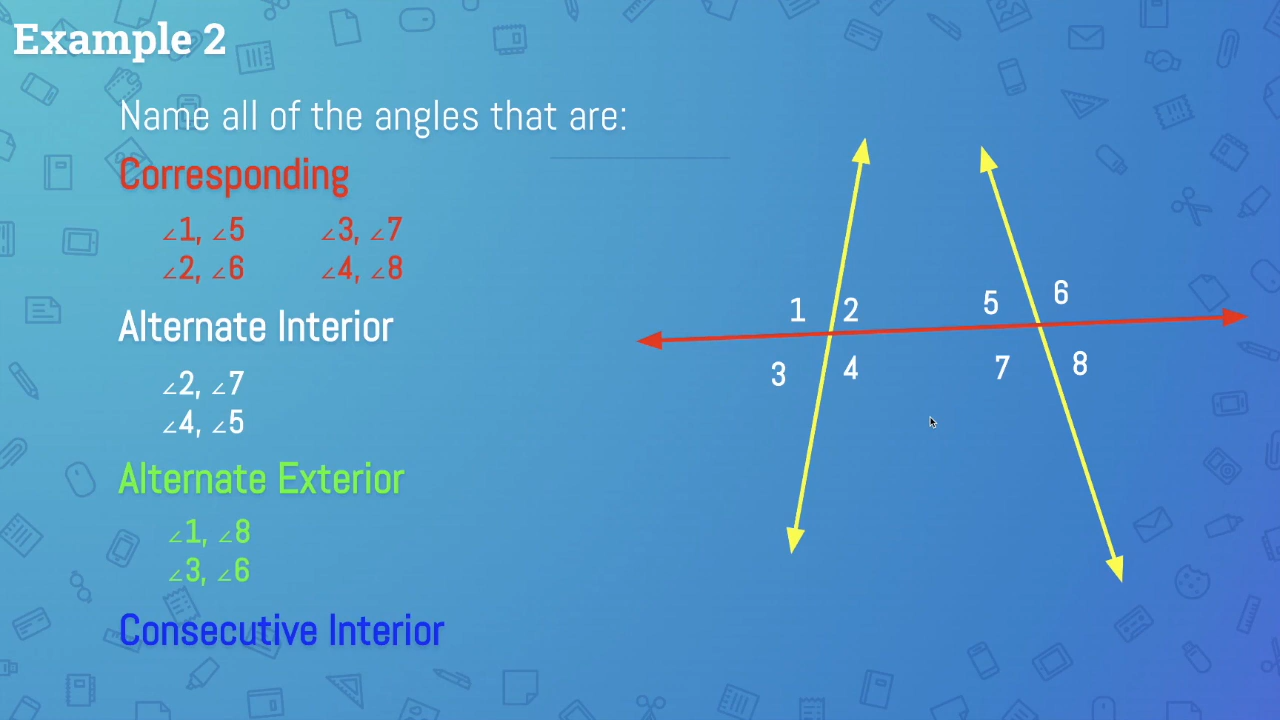 Example 2
Name all of the angles that are:
Corresponding
∠1, ∠5 ∠3, ∠7
∠2, ∠6 ∠4, ∠8
Alternate Interior
∠2, ∠7
∠4, ∠5
Alternate Exterior
∠1, ∠8
∠3, ∠6
Consecutive Interior
1 2 5 6
3 4 7 8